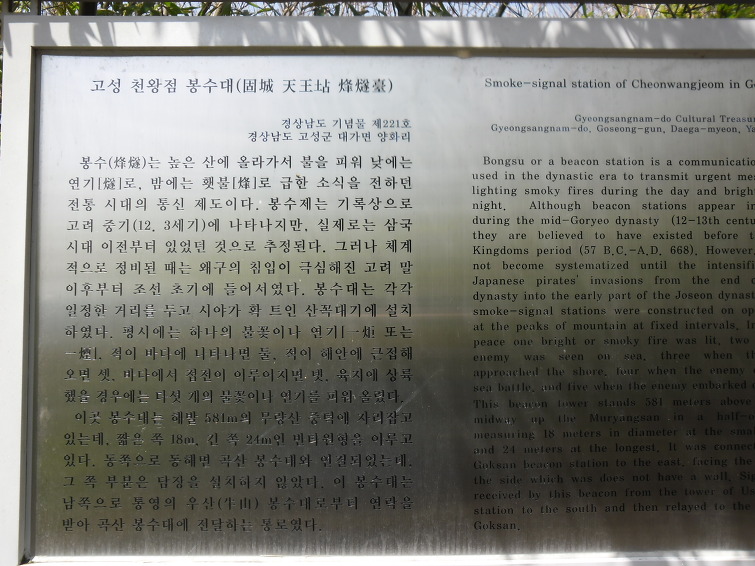 고성 천왕점 봉수대(固城 天王岾 烽燧臺)
경상남도 기념물 제221호
경상남도 고성군 대가면 양화리
봉수(烽燧)는 높은 산에 올라가서 불을 피워 낮에는
연기[燧]로, 밤에는 횃불[烽]로 급한 소식을 전하던
전통 시대의 통신 제도이다. 봉수제는 기록상으로
고려 중기(12, 3세기)에 나타나지만, 실제로는 삼국
시대 이전부터 있었던 것으로 추정된다. 그러나 체계
적으로 정비된 때는 왜구의 침입이 극심해진 고려 말
이후부터 조선 초기에 들어서였다. 봉수대는 각각
일정한 거리를 두고 시야가 확 트인 산꼭대기에 설치
하였다. 평시에는 하나의 불꽃이나 연기[一炬 또는
一煙], 적이 바다에 나타나면 둘, 적이 해안에 근접해
오면 셋, 바다에서 접전이 이루어지면 넷, 육지에 상륙
했을 경우에는 다섯 개의 불꽃이나 연기를 피워 올렸다.
이곳 봉수대는 해발 581m의 무량산 중턱에 자리잡고
있는데, 짧은 쪽 18m, 긴 쪽 24m인 반타원형을 이루고
있다. 동쪽으로 동해면 곡산 봉수대와 연결되었는데,
그 쪽 부분은 담장을 설치하지 않았다. 이 봉수대는
남쪽으로 통영의 우산(牛山) 봉수대로부터 연락을
받아 곡산 봉수대에 전달하는 통로였다.
Smoke-signal station of Cheonwangjeom in
Gyeongsangnam-do Cultural
Gyeongsangnam-do, Goseong-gun, Daega-myeon,
Bongsu or a beacon station is a
used in the dynastic era to transmit urgent
lighting smoky fires during the day and
night. Although beacon stations appear
during the mid-Goryeo dynasty (12-13th
they are believed to have existed before
Kingdoms period (57 B.C.-A.D. 668). However,
not become systematized until the
Japanese pirates' invasions from the end
dynasty into the early part of the Joseon
smoke-signal stations were constructed on
at the peaks of mountain at fixed intervals.
peace one bright or smoky fire was lit, two
enemy was seen on sea, three when
approached the shore, four when the enemy
sea battle, and five when the enemy embarked
This beacon tower stands 581 meters above
midway up the Muryangsan in a
measuring 18 meters in diameter at the
and 24 meters at the longest. It was
Goksan beacon station to the east, facing the
the side which was does not have a wall.
received by this beacon from the tower of
station to the south and then relayed to the
Goksan.